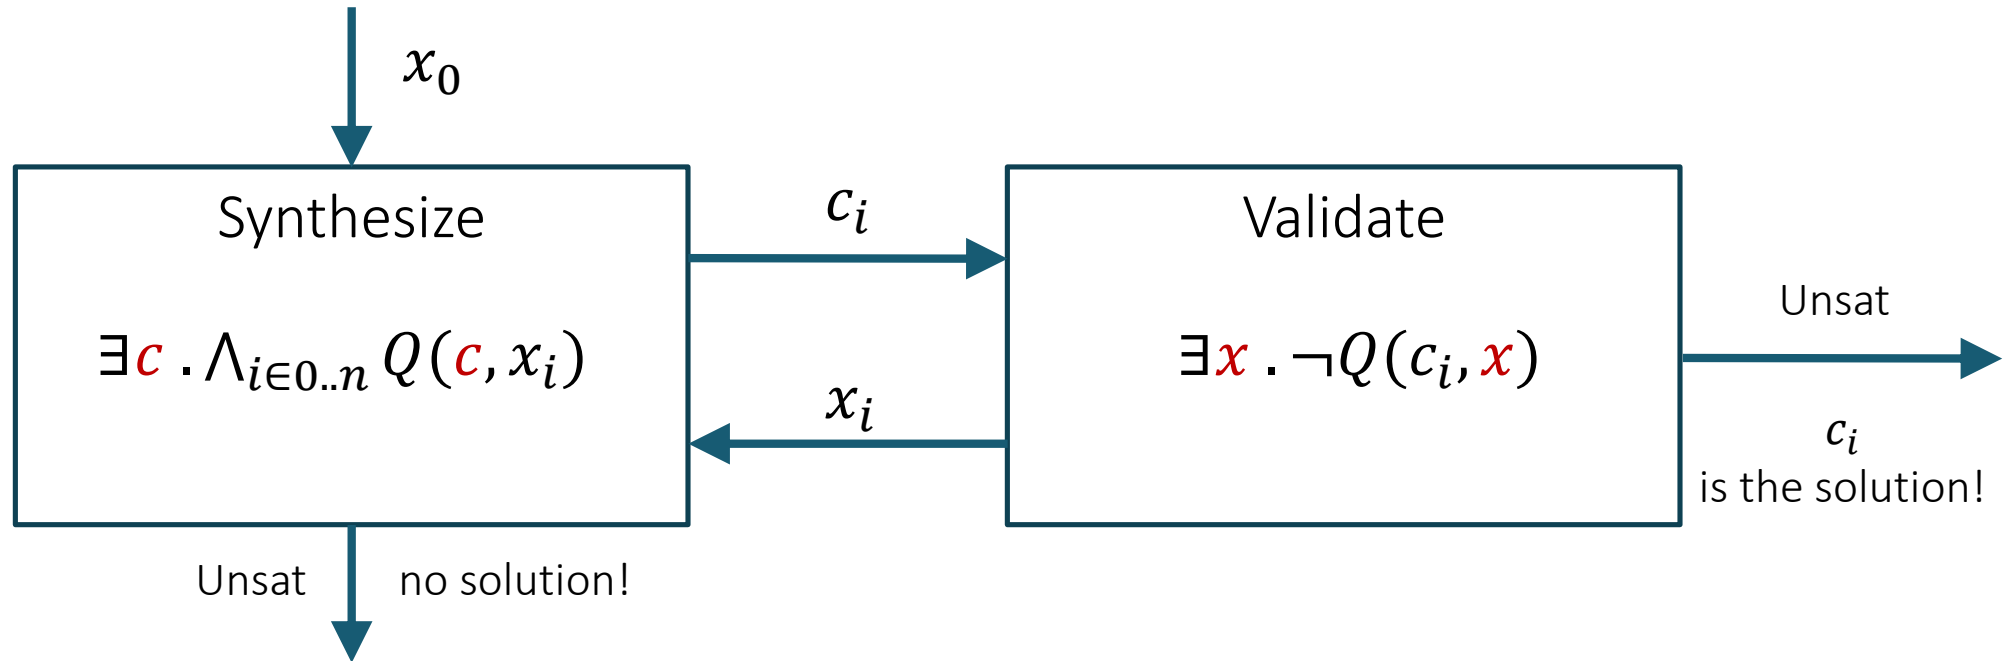 x₀
Synthesize
∃c . ⋀_{i∈0..n} Q(c, xᵢ)
cᵢ
xᵢ
Validate
∃x . ¬Q(cᵢ, x)
Unsat
cᵢ
is the solution!
Unsat no solution!